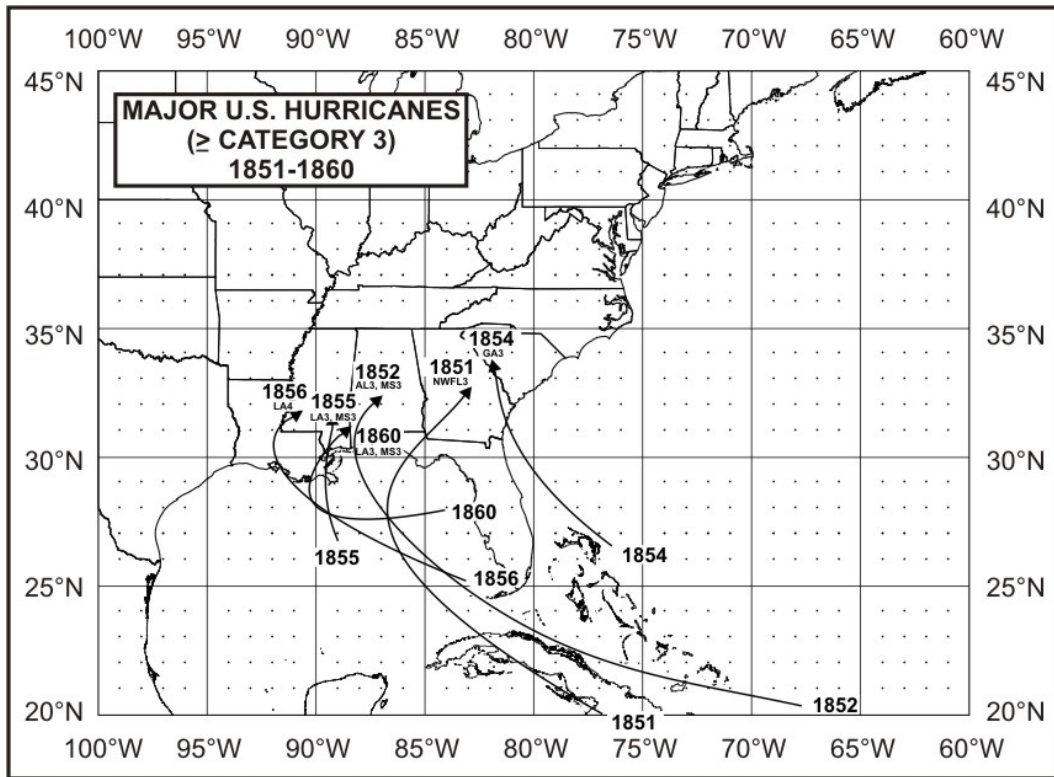 100°W 95°W 90°W 85°W 80°W 75°W 70°W 65°W 60°W
45°N 45°N
MAJOR U.S. HURRICANES
(≥ CATEGORY 3)
1851-1860
40°N 40°N
35°N 35°N
1854
GA3
1851
NWFL3
1852
AL3, MS3
1856
LA4
1855
LA3, MS3
1860
LA3, MS3
30°N 30°N
1860
1855
1854
1856
25°N 25°N
1852
1851
20°N 20°N
100°W 95°W 90°W 85°W 80°W 75°W 70°W 65°W 60°W